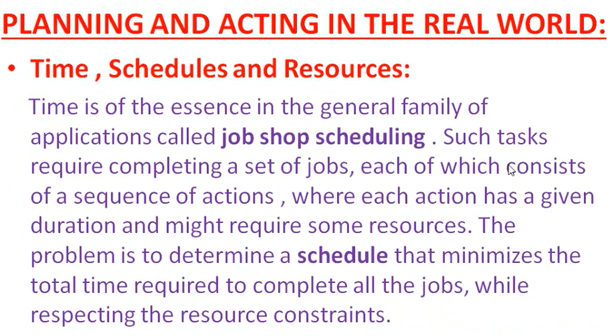 PLANNING AND ACTING IN THE REAL WORLD:
• Time , Schedules and Resources:
Time is of the essence in the general family of
applications called job shop scheduling . Such tasks
require completing a set of jobs, each of which consists
of a sequence of actions , where each action has a given
duration and might require some resources. The
problem is to determine a schedule that minimizes the
total time required to complete all the jobs, while
respecting the resource constraints.